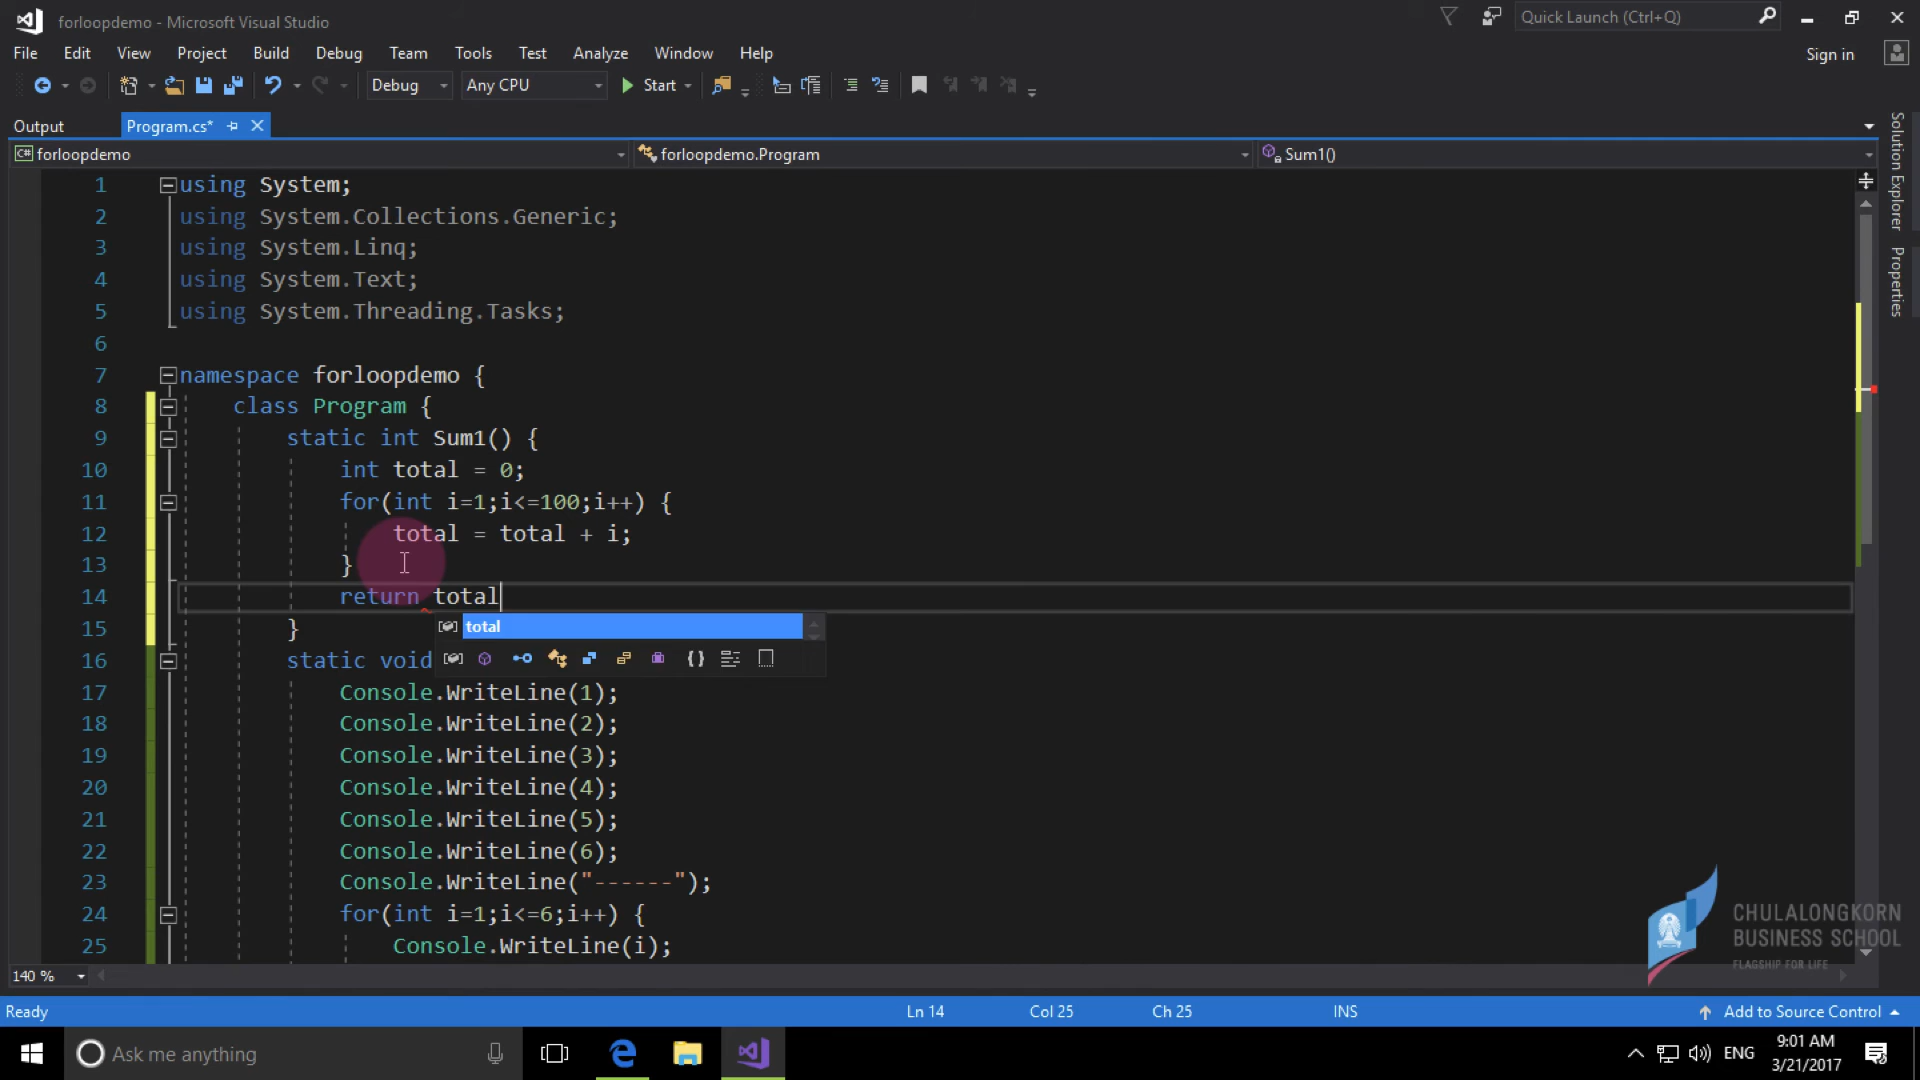 forloopdemo - Microsoft Visual Studio
Quick Launch (Ctrl+Q)
File Edit View Project Build Debug Team Tools Test Analyze Window Help
Sign in
Debug Any CPU Start
Output Program.cs*
C# forloopdemo forloopdemo.Program Sum1()
Solution Explorer
Properties
1 using System;
2 using System.Collections.Generic;
3 using System.Linq;
4 using System.Text;
5 using System.Threading.Tasks;
6
7 namespace forloopdemo {
8 class Program {
9 static int Sum1() {
10 int total = 0;
11 for(int i=1;i<=100;i++) {
12 total = total + i;
13 }
14 return total
total
15 }
16 static void
17 Console.WriteLine(1);
18 Console.WriteLine(2);
19 Console.WriteLine(3);
20 Console.WriteLine(4);
21 Console.WriteLine(5);
22 Console.WriteLine(6);
23 Console.WriteLine("------");
24 for(int i=1;i<=6;i++) {
25 Console.WriteLine(i);
CHULALONGKORN
BUSINESS SCHOOL
FLAGSHIP FOR LIFE
140 %
Ready Ln 14 Col 25 Ch 25 INS Add to Source Control
Ask me anything
ENG
9:01 AM
3/21/2017